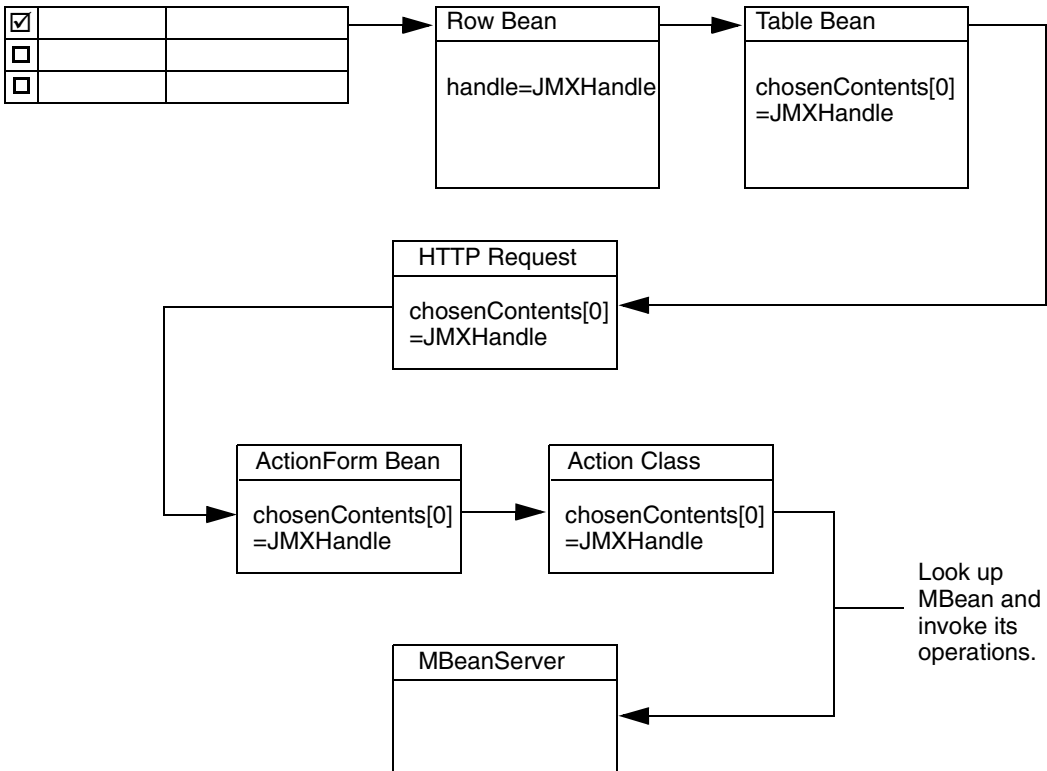 Row Bean
handle=JMXHandle
Table Bean
chosenContents[0]
=JMXHandle
HTTP Request
chosenContents[0]
=JMXHandle
ActionForm Bean
chosenContents[0]
=JMXHandle
Action Class
chosenContents[0]
=JMXHandle
Look up
MBean and
invoke its
operations.
MBeanServer